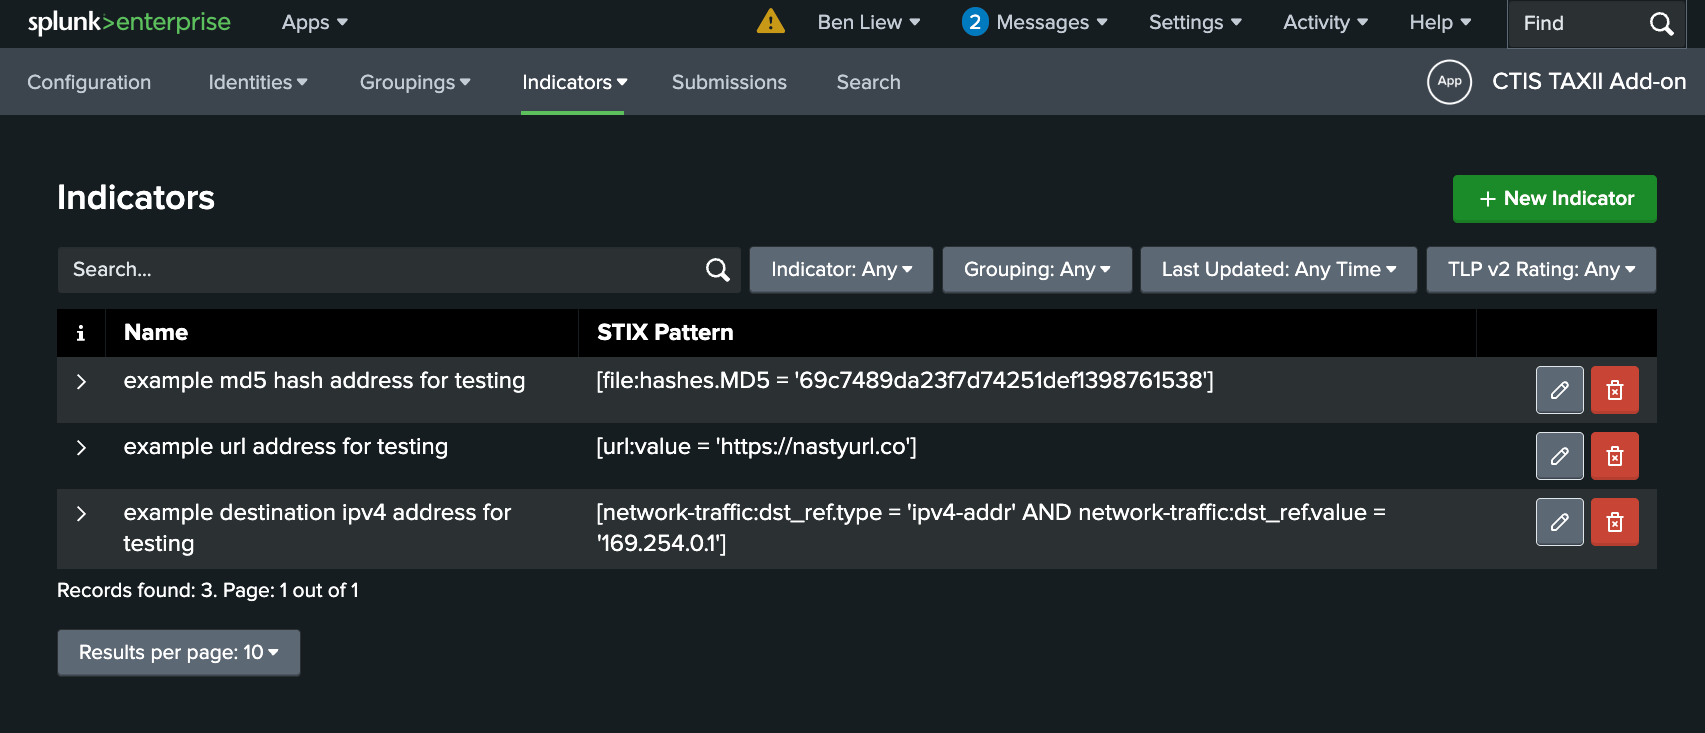 splunk>enterprise Apps Ben Liew 2 Messages Settings Activity Help Find
Configuration Identities Groupings Indicators Submissions Search App CTIS TAXII Add-on
Indicators
+ New Indicator
Search... Indicator: Any Grouping: Any Last Updated: Any Time TLP v2 Rating: Any
i Name STIX Pattern
example md5 hash address for testing [file:hashes.MD5 = '69c7489da23f7d74251def1398761538']
example url address for testing [url:value = 'https://nastyurl.co']
example destination ipv4 address for [network-traffic:dst_ref.type = 'ipv4-addr' AND network-traffic:dst_ref.value =
testing '169.254.0.1']
Records found: 3. Page: 1 out of 1
Results per page: 10